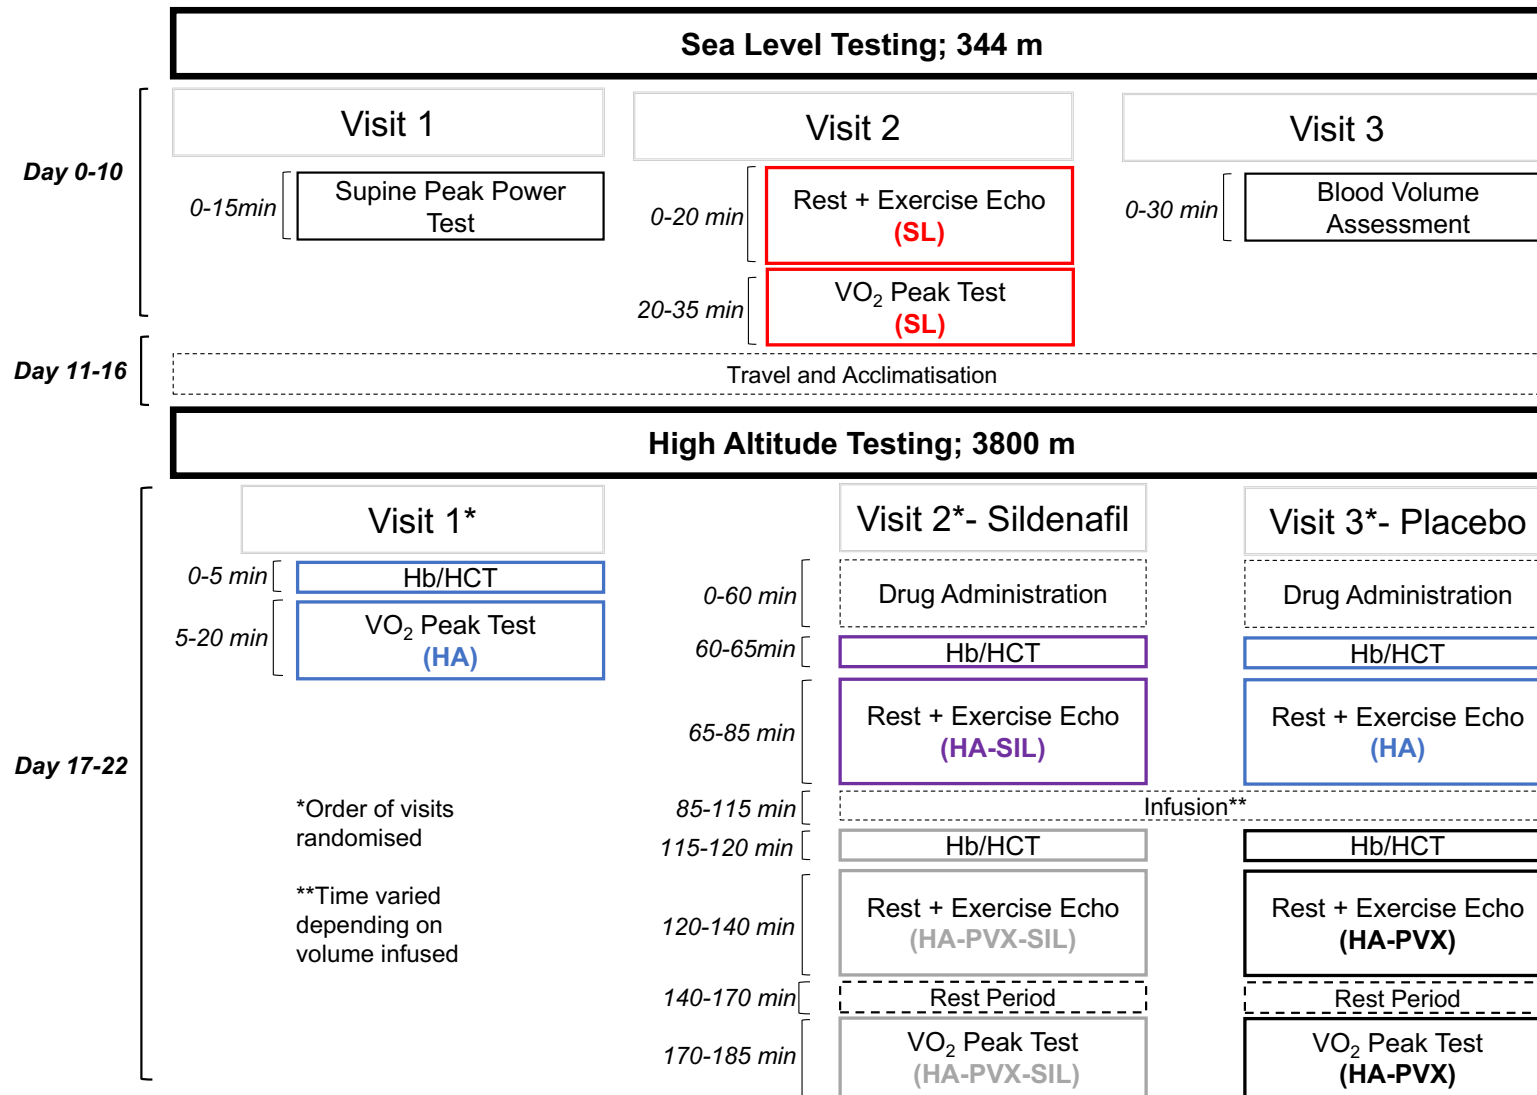 Sea Level Testing; 344 m
Day 0-10
Visit 1
0-15min
Supine Peak Power
Test
Visit 2
0-20 min
Rest + Exercise Echo
(SL)
20-35 min
VO₂ Peak Test
(SL)
Visit 3
0-30 min
Blood Volume
Assessment
Day 11-16
Travel and Acclimatisation
High Altitude Testing; 3800 m
Day 17-22
Visit 1*
0-5 min
Hb/HCT
5-20 min
VO₂ Peak Test
(HA)
*Order of visits
randomised
**Time varied
depending on
volume infused
Visit 2*- Sildenafil
Visit 3*- Placebo
0-60 min
Drug Administration
Drug Administration
60-65min
Hb/HCT
Hb/HCT
65-85 min
Rest + Exercise Echo
(HA-SIL)
Rest + Exercise Echo
(HA)
85-115 min
Infusion**
115-120 min
Hb/HCT
Hb/HCT
120-140 min
Rest + Exercise Echo
(HA-PVX-SIL)
Rest + Exercise Echo
(HA-PVX)
140-170 min
Rest Period
Rest Period
170-185 min
VO₂ Peak Test
(HA-PVX-SIL)
VO₂ Peak Test
(HA-PVX)